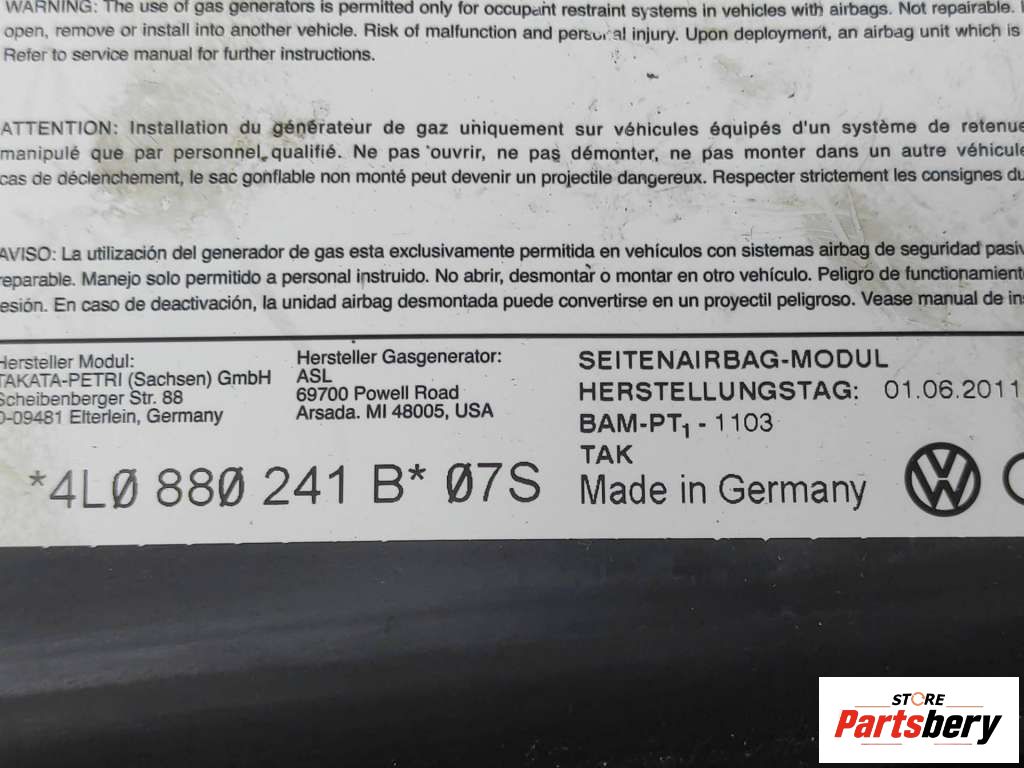 WARNING: The use of gas generators is permitted only for occupant restraint systems in vehicles with airbags. Not repairable.
open, remove or install into another vehicle. Risk of malfunction and personal injury. Upon deployment, an airbag unit which is
Refer to service manual for further instructions.
ATTENTION: Installation du générateur de gaz uniquement sur véhicules équipés d'un système de retenue
manipulé que par personnel qualifié. Ne pas ouvrir, ne pas démonter, ne pas monter dans un autre véhicule
cas de déclenchement, le sac gonflable non monté peut devenir un projectile dangereux. Respecter strictement les consignes du
AVISO: La utilización del generador de gas esta exclusivamente permitida en vehículos con sistemas airbag de seguridad pasiv
reparable. Manejo solo permitido a personal instruido. No abrir, desmontar o montar en otro vehículo. Peligro de funcionamiento
esión. En caso de deactivación, la unidad airbag desmontada puede convertirse en un proyectil peligroso. Vease manual de ins
Hersteller Modul:
TAKATA-PETRI (Sachsen) GmbH
Scheibenberger Str. 88
D-09481 Elterlein, Germany
Hersteller Gasgenerator:
ASL
69700 Powell Road
Arsada. MI 48005, USA
SEITENAIRBAG-MODUL
HERSTELLUNGSTAG: 01.06.2011
BAM-PT1 - 1103
TAK
Made in Germany
*4L0 880 241 B* 07S
STORE
Partsbery